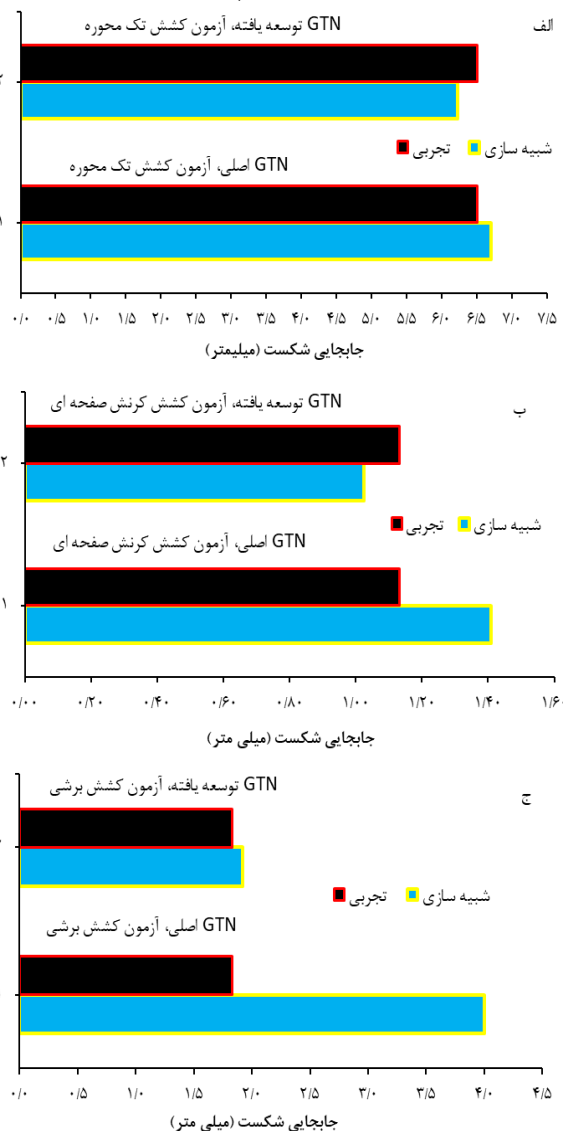 الف
GTN توسعه یافته، آزمون کشش تک محوره
شبیه سازی تجربی
GTN اصلی، آزمون کشش تک محوره
۱
۰/۰ ۰/۵ ۱/۰ ۱/۵ ۲/۰ ۲/۵ ۳/۰ ۳/۵ ۴/۰ ۴/۵ ۵/۰ ۵/۵ ۶/۰ ۶/۵ ۷/۰ ۷/۵
جابجایی شکست (میلیمتر)
ب
GTN توسعه یافته، آزمون کشش کرنش صفحه ای
۲
شبیه سازی تجربی
GTN اصلی، آزمون کشش کرنش صفحه ای
۱
۰/۰۰ ۰/۲۰ ۰/۴۰ ۰/۶۰ ۰/۸۰ ۱/۰۰ ۱/۲۰ ۱/۴۰ ۱/۶۰
جابجایی شکست (میلی متر)
ج
GTN توسعه یافته، آزمون کشش برشی
شبیه سازی تجربی
GTN اصلی، آزمون کشش برشی
۰/۰ ۰/۵ ۱/۰ ۱/۵ ۲/۰ ۲/۵ ۳/۰ ۳/۵ ۴/۰ ۴/۵
جابجایی شکست (میلی متر)